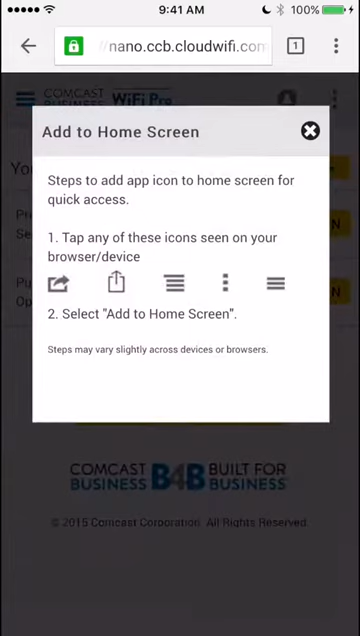 9:41 AM
100%
//nano.ccb.cloudwifi.com
1
COMCAST
BUSINESS WiFi Pro
Add to Home Screen
Steps to add app icon to home screen for
quick access.
1. Tap any of these icons seen on your
browser/device
2. Select "Add to Home Screen".
Steps may vary slightly across devices or browsers.
COMCAST
BUSINESS B4B BUILT FOR
BUSINESS
© 2015 Comcast Corporation. All Rights Reserved.